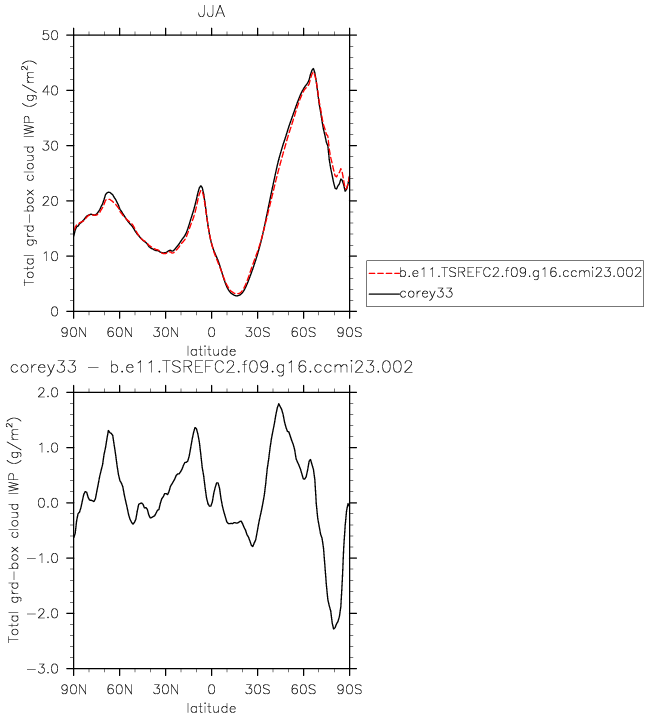 JJA
Total grd-box cloud IWP (g/m²)
50
40
30
20
10
0
90N 60N 30N 0 30S 60S 90S
latitude
b.e11.TSREFC2.f09.g16.ccmi23.002
corey33
corey33 - b.e11.TSREFC2.f09.g16.ccmi23.002
Total grd-box cloud IWP (g/m²)
2.0
1.0
0.0
-1.0
-2.0
-3.0
90N 60N 30N 0 30S 60S 90S
latitude